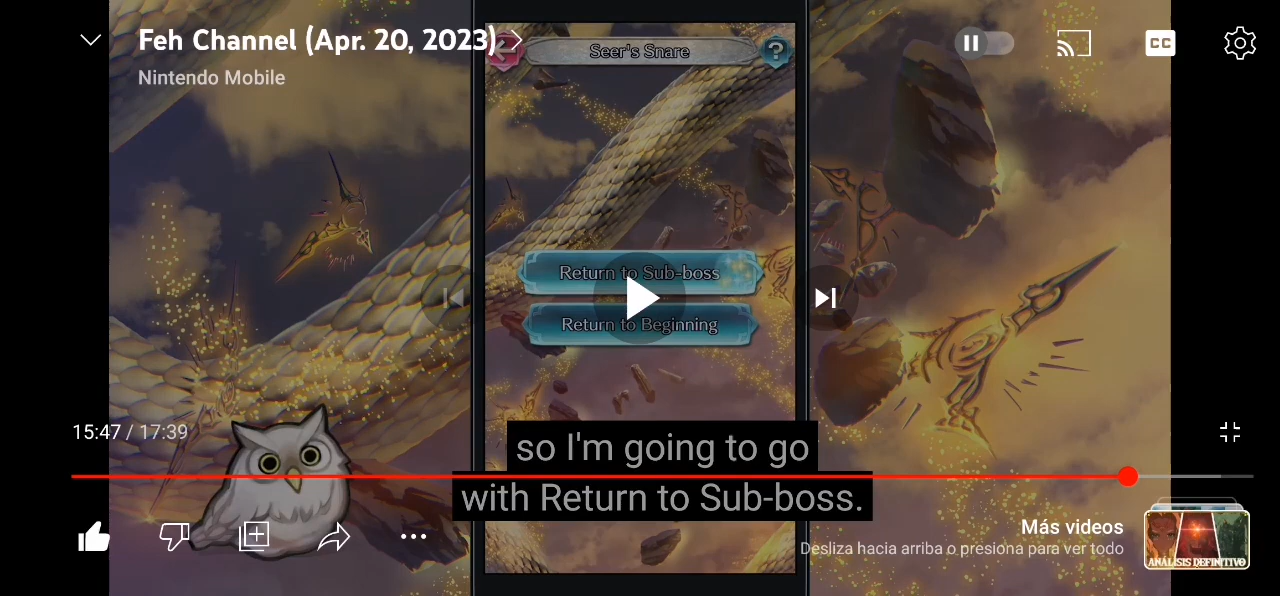 Feh Channel (Apr. 20, 2023)
Nintendo Mobile
CC
Seer's Snare
?
Return to Sub-boss
Return to Beginning
15:47 / 17:39
so I'm going to go
with Return to Sub-boss.
Más videos
Desliza hacia arriba o presiona para ver todo
ANÁLISIS DEFINITIVO